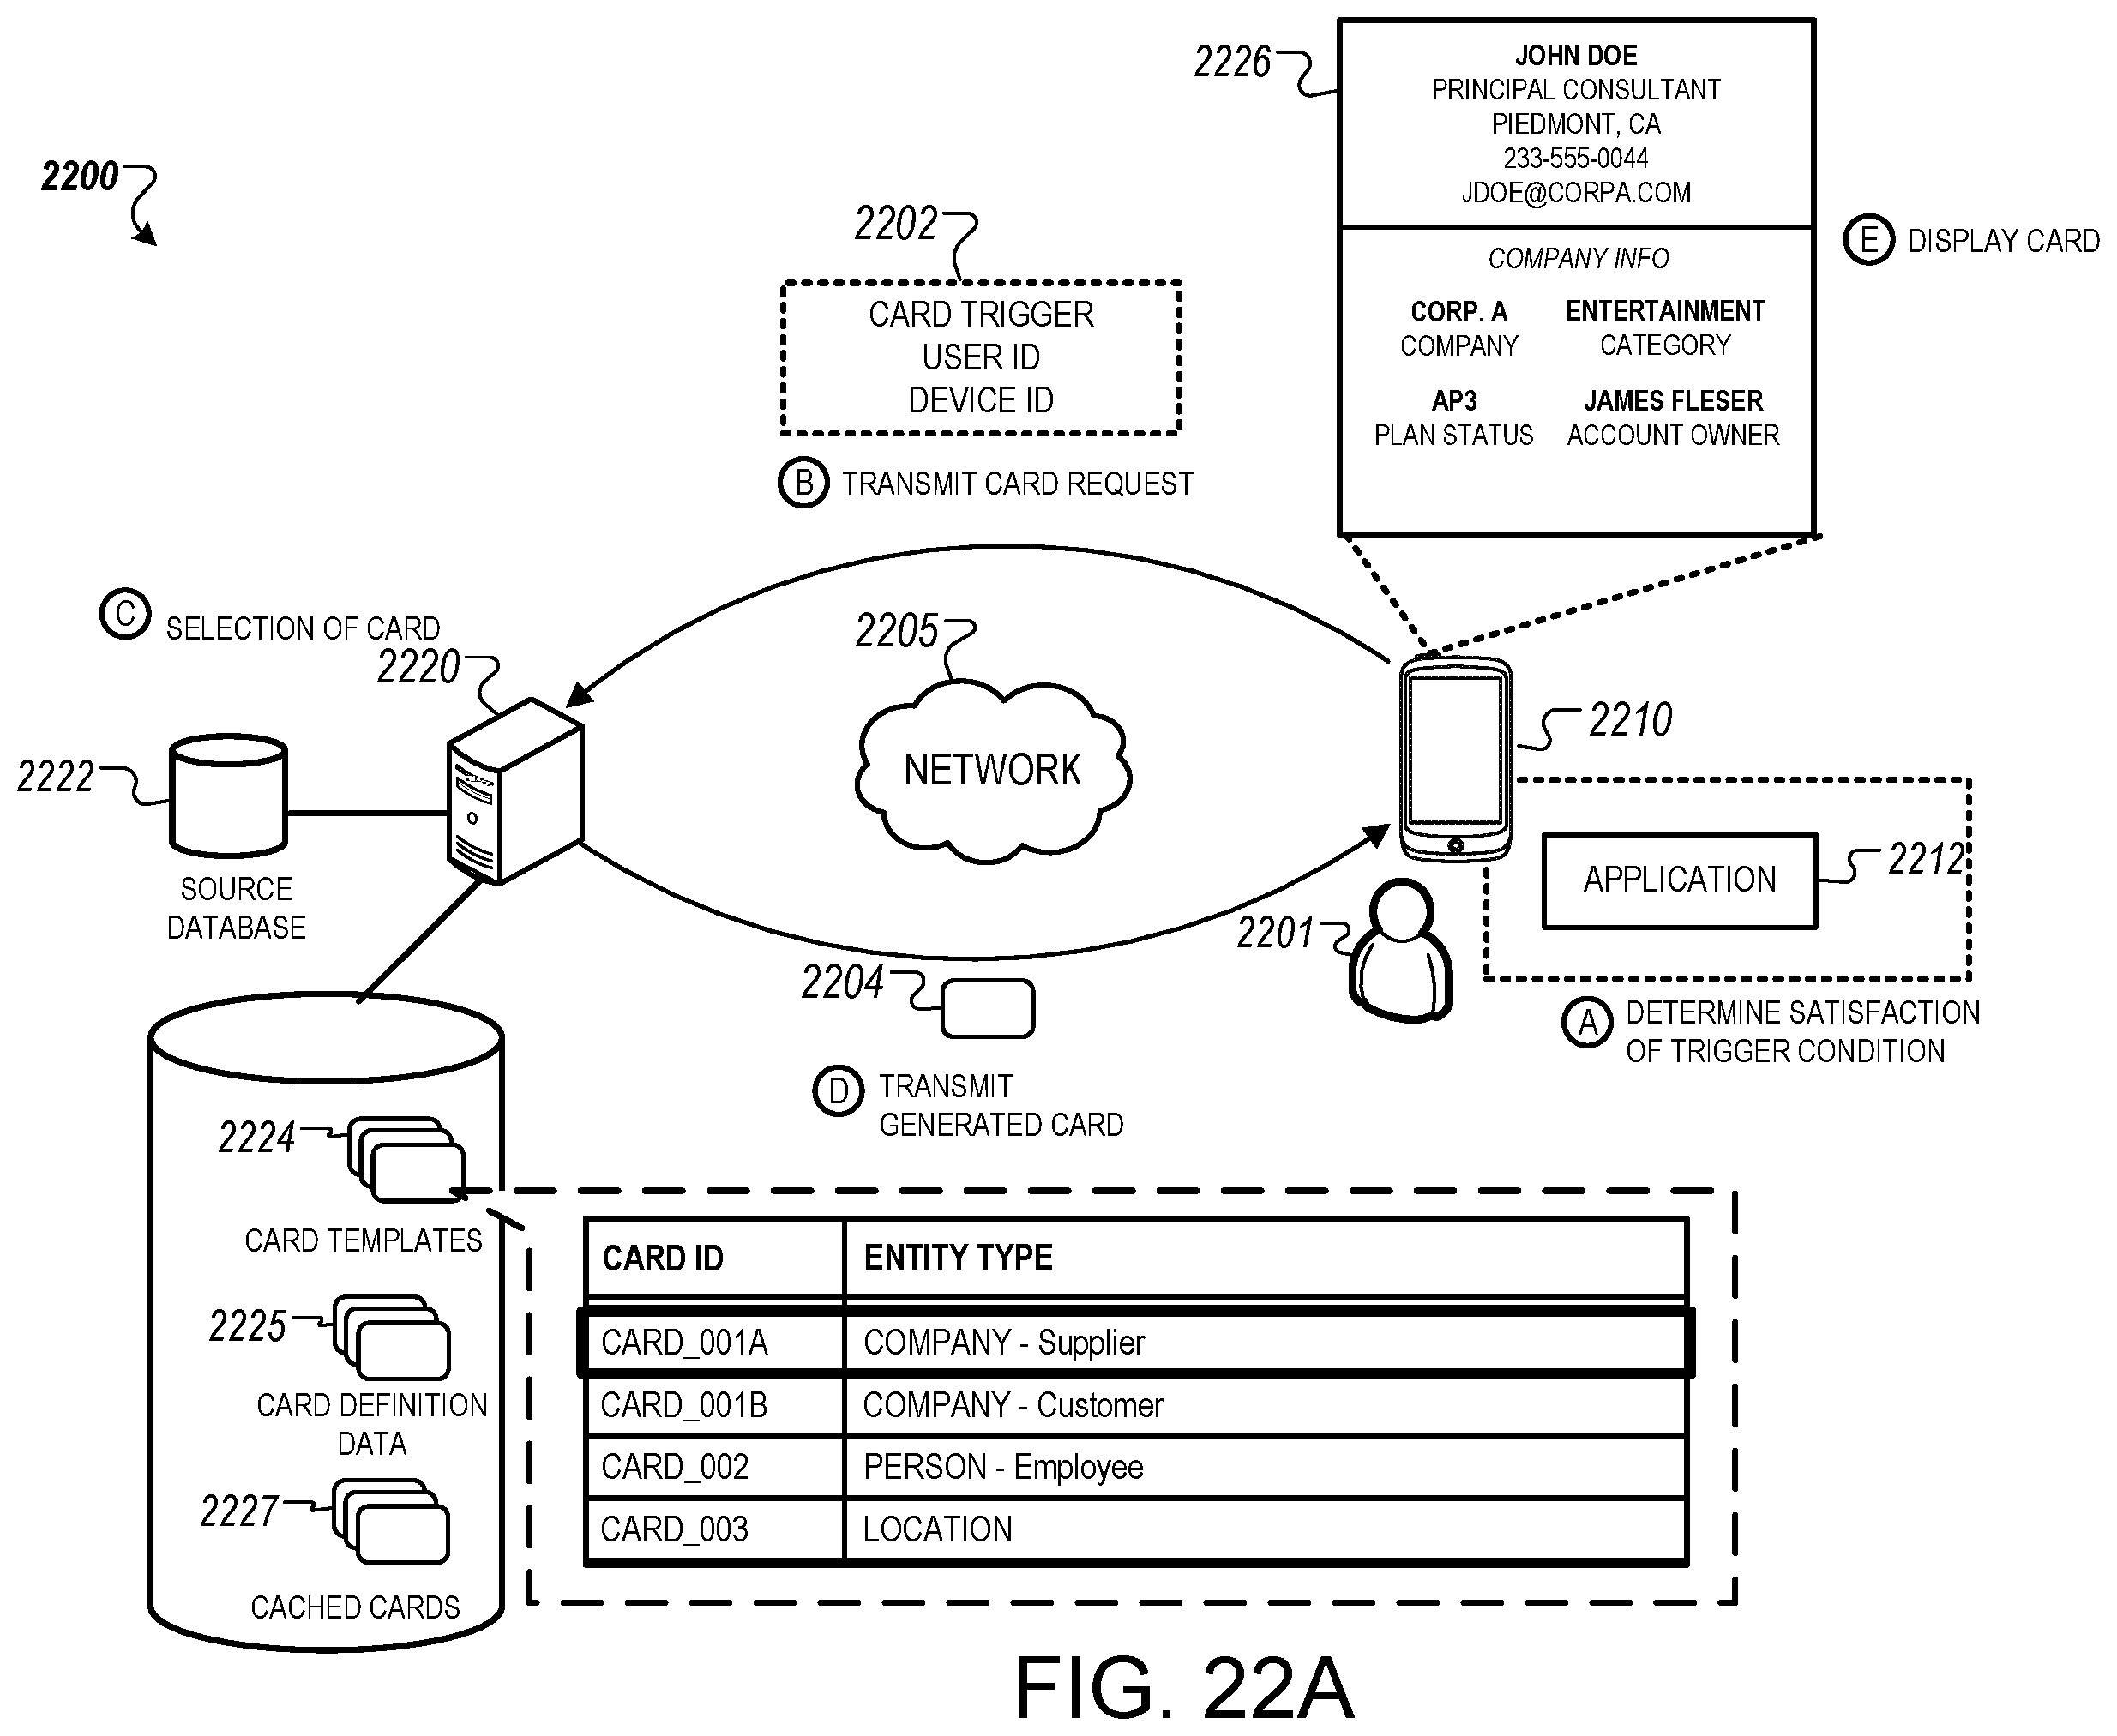 2200
2226
JOHN DOE
PRINCIPAL CONSULTANT
PIEDMONT, CA
233-555-0044
JDOE@CORPA.COM
COMPANY INFO
CORP. A ENTERTAINMENT
COMPANY CATEGORY
AP3 JAMES FLESER
PLAN STATUS ACCOUNT OWNER
E DISPLAY CARD
2202
CARD TRIGGER
USER ID
DEVICE ID
B TRANSMIT CARD REQUEST
C SELECTION OF CARD
2220
2205
NETWORK
2210
2222
SOURCE
DATABASE
APPLICATION
2212
2201
A DETERMINE SATISFACTION
OF TRIGGER CONDITION
2204
D TRANSMIT
GENERATED CARD
2224
CARD TEMPLATES
2225
CARD DEFINITION
DATA
2227
CACHED CARDS
CARD ID ENTITY TYPE
CARD_001A COMPANY - Supplier
CARD_001B COMPANY - Customer
CARD_002 PERSON - Employee
CARD_003 LOCATION
FIG. 22A